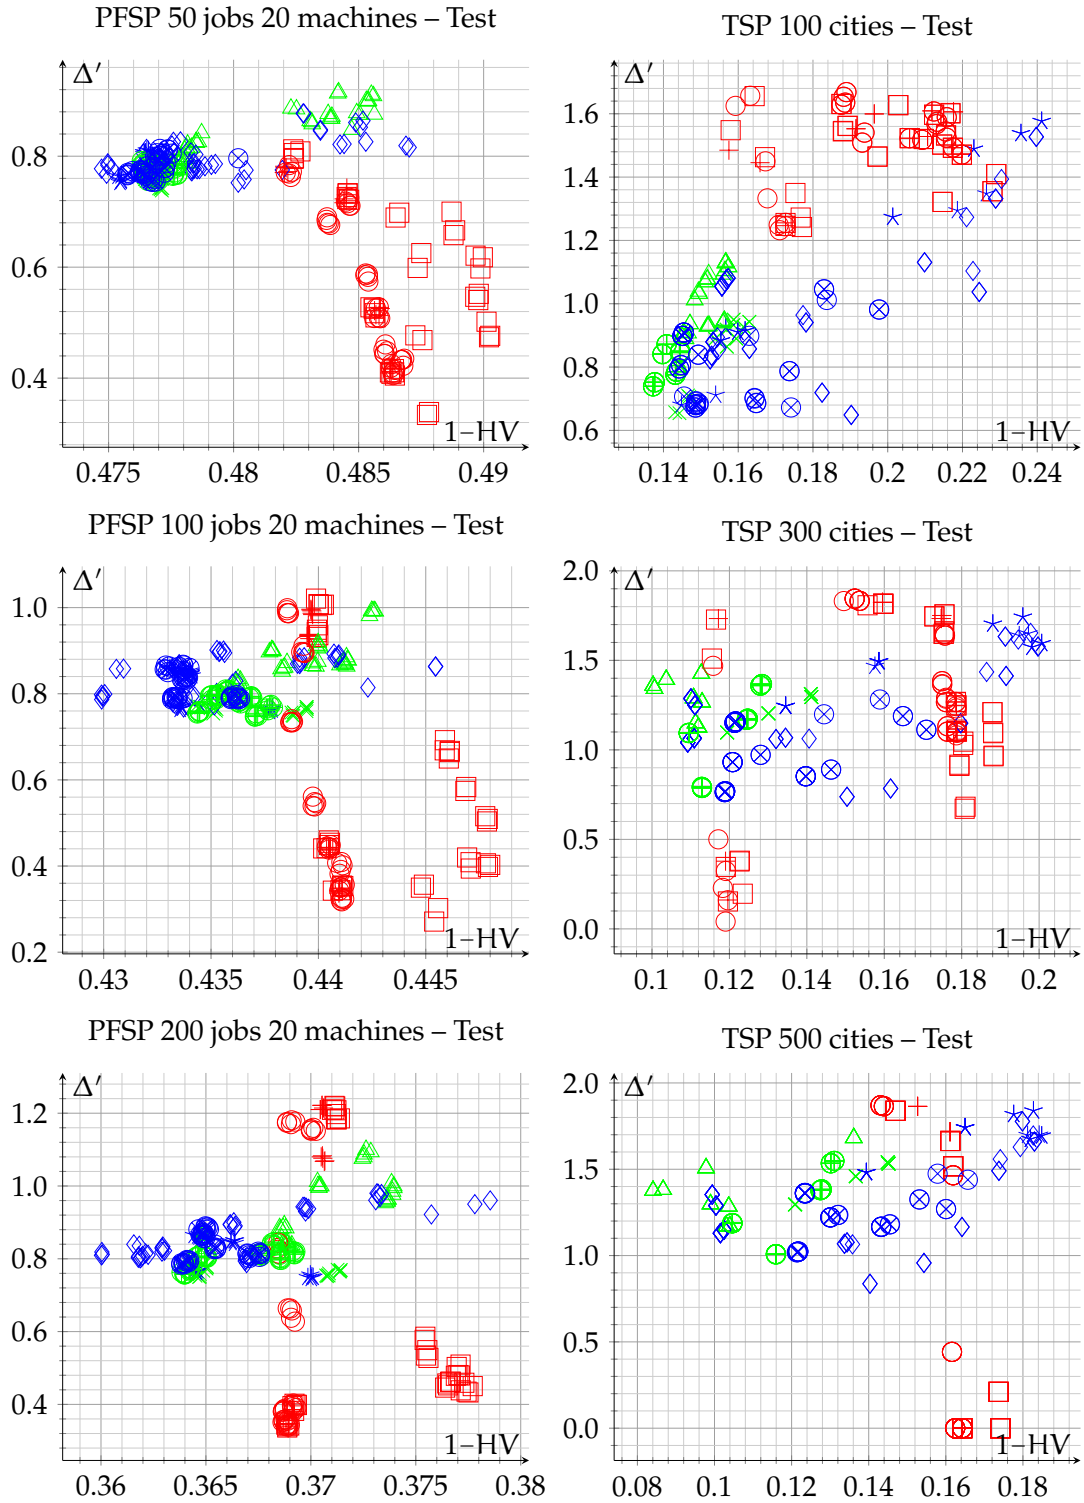 PFSP 50 jobs 20 machines – Test
Δ′
0.8
0.6
0.4
1–HV
0.475 0.48 0.485 0.49
TSP 100 cities – Test
Δ′
1.6
1.4
1.2
1.0
0.8
0.6
1–HV
0.14 0.16 0.18 0.2 0.22 0.24
PFSP 100 jobs 20 machines – Test
Δ′
1.0
0.8
0.6
0.4
0.2
1–HV
0.43 0.435 0.44 0.445
TSP 300 cities – Test
2.0
Δ′
1.5
1.0
0.5
0.0
1–HV
0.1 0.12 0.14 0.16 0.18 0.2
PFSP 200 jobs 20 machines – Test
Δ′
1.2
1.0
0.8
0.6
0.4
1–HV
0.36 0.365 0.37 0.375 0.38
TSP 500 cities – Test
2.0
Δ′
1.5
1.0
0.5
0.0
1–HV
0.08 0.1 0.12 0.14 0.16 0.18